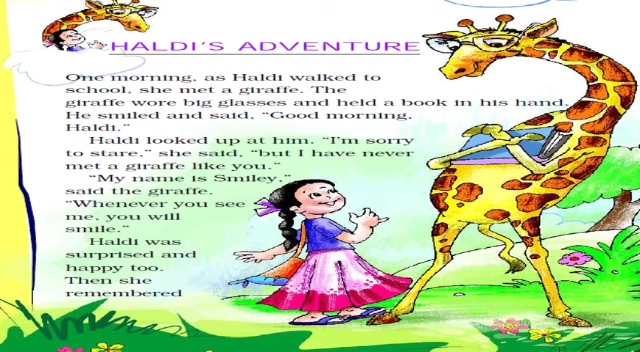 HALDI'S ADVENTURE
One morning, as Haldi walked to
school, she met a giraffe. The
giraffe wore big glasses and held a book in his hand.
He smiled and said, "Good morning,
Haldi."
Haldi looked up at him. "I'm sorry
to stare," she said, "but I have never
met a giraffe like you."
"My name is Smiley,"
said the giraffe.
"Whenever you see
me, you will
smile."
Haldi was
surprised and
happy too.
Then she
remembered